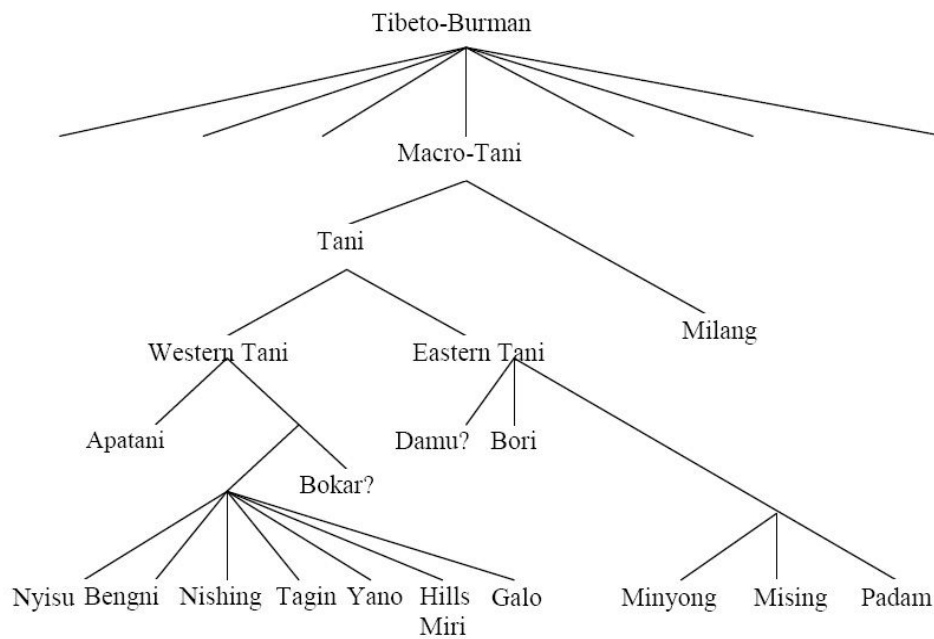 Tibeto-Burman
Macro-Tani
Tani
Milang
Western Tani Eastern Tani
Apatani Damu? Bori
Bokar?
Nyisu Bengni Nishing Tagin Yano Hills Galo Minyong Mising Padam
Miri